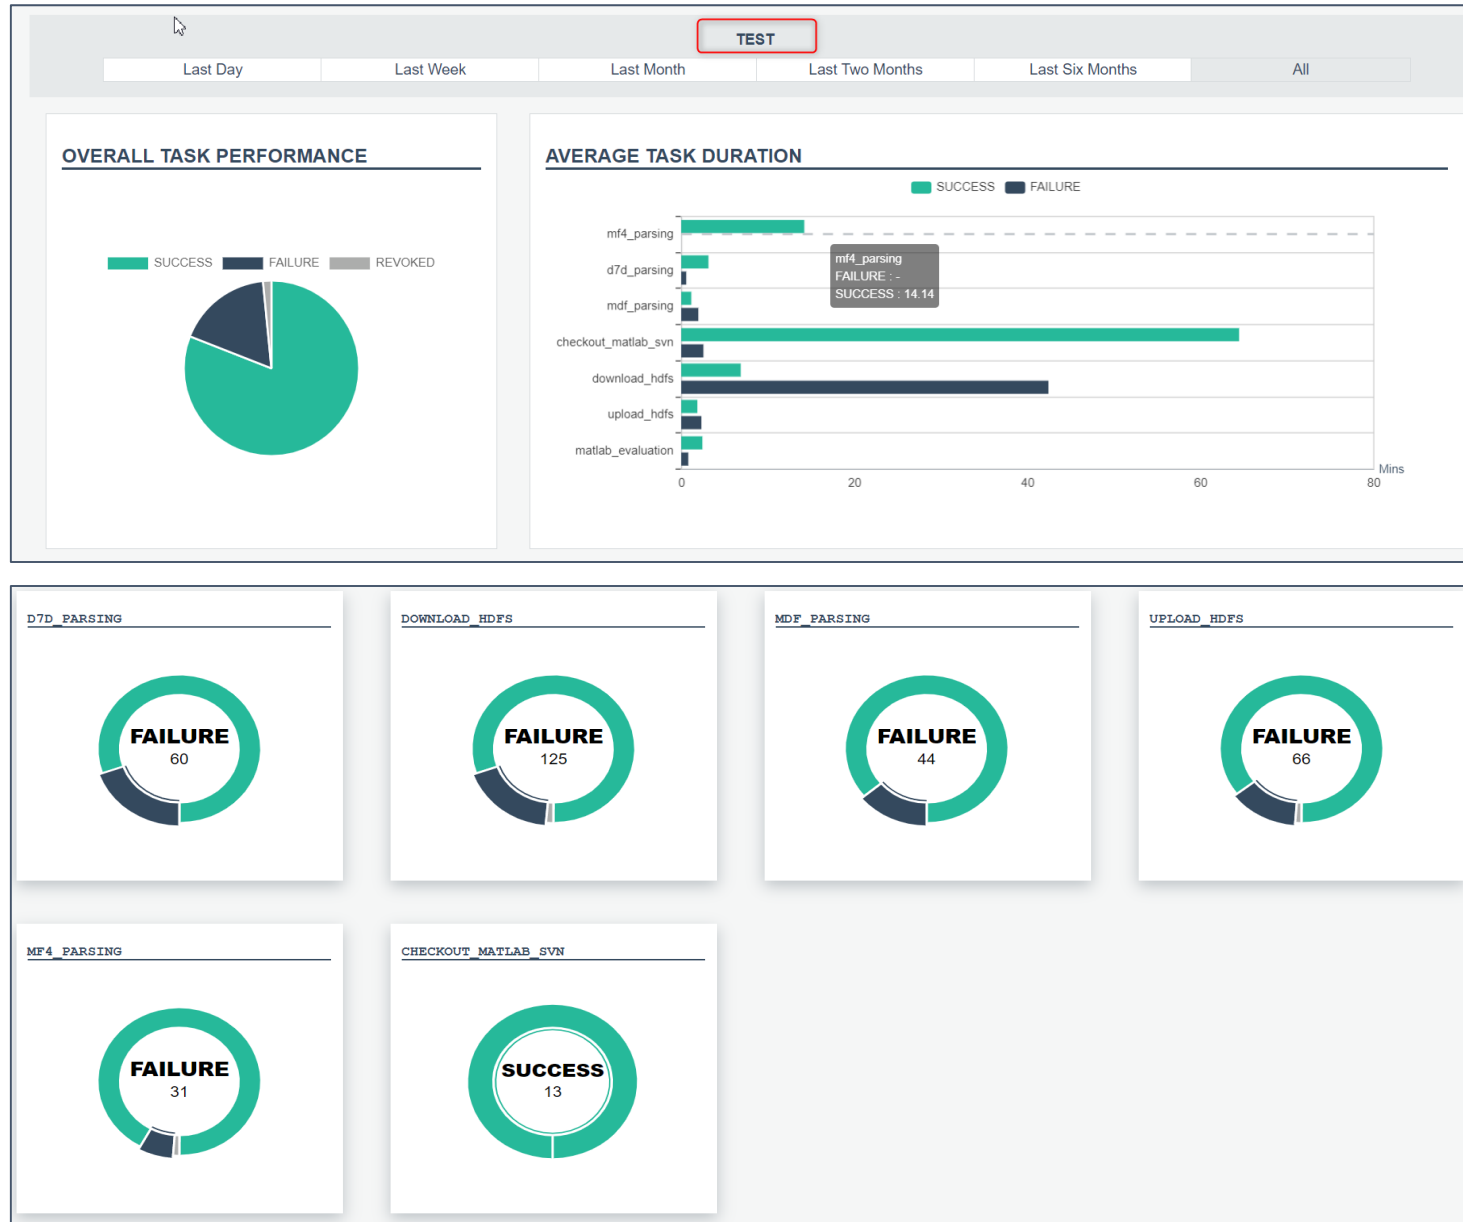 TEST
Last Day Last Week Last Month Last Two Months Last Six Months All
OVERALL TASK PERFORMANCE
SUCCESS FAILURE REVOKED
AVERAGE TASK DURATION
SUCCESS FAILURE
mf4_parsing
d7d_parsing
mdf_parsing
checkout_matlab_svn
download_hdfs
upload_hdfs
matlab_evaluation
mf4_parsing
FAILURE : -
SUCCESS : 14.14
Mins
0 20 40 60 80
D7D_PARSING
FAILURE
60
DOWNLOAD_HDFS
FAILURE
125
MDF_PARSING
FAILURE
44
UPLOAD_HDFS
FAILURE
66
MF4_PARSING
FAILURE
31
CHECKOUT_MATLAB_SVN
SUCCESS
13